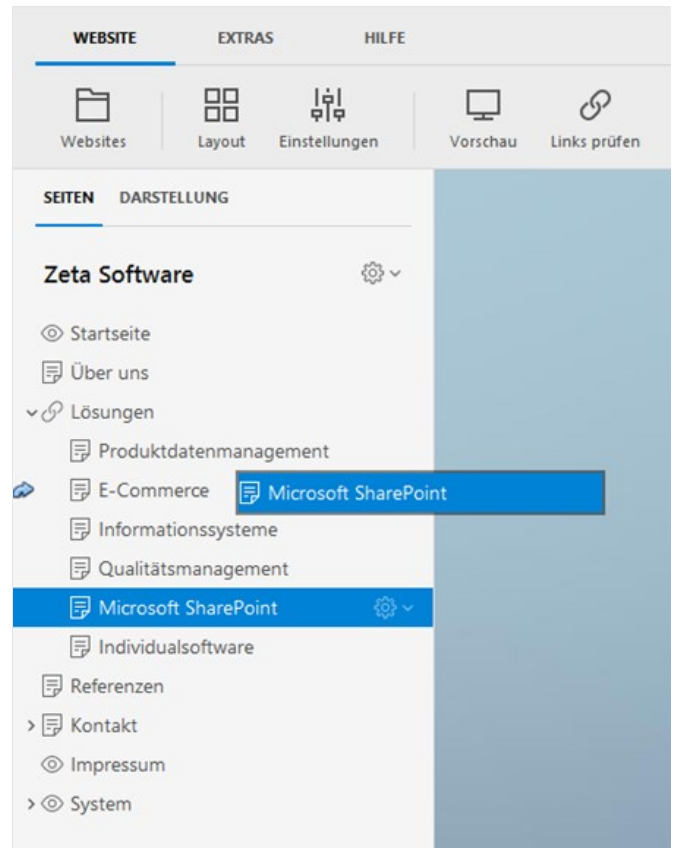 WEBSITE EXTRAS HILFE
Websites Layout Einstellungen Vorschau Links prüfen
SEITEN DARSTELLUNG
Zeta Software
Startseite
Über uns
Lösungen
Produktdatenmanagement
E-Commerce Microsoft SharePoint
Informationssysteme
Qualitätsmanagement
Microsoft SharePoint
Individualsoftware
Referenzen
Kontakt
Impressum
System